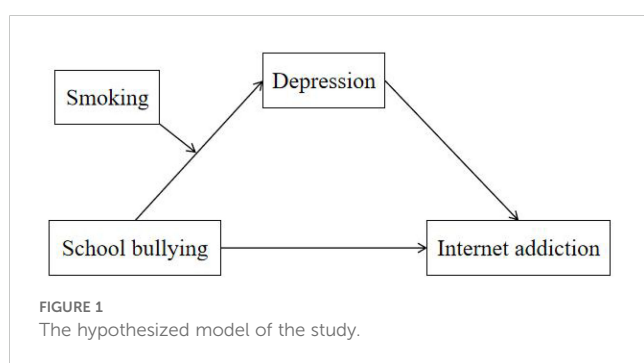 Depression
Smoking
School bullying
Internet addiction
FIGURE 1
The hypothesized model of the study.